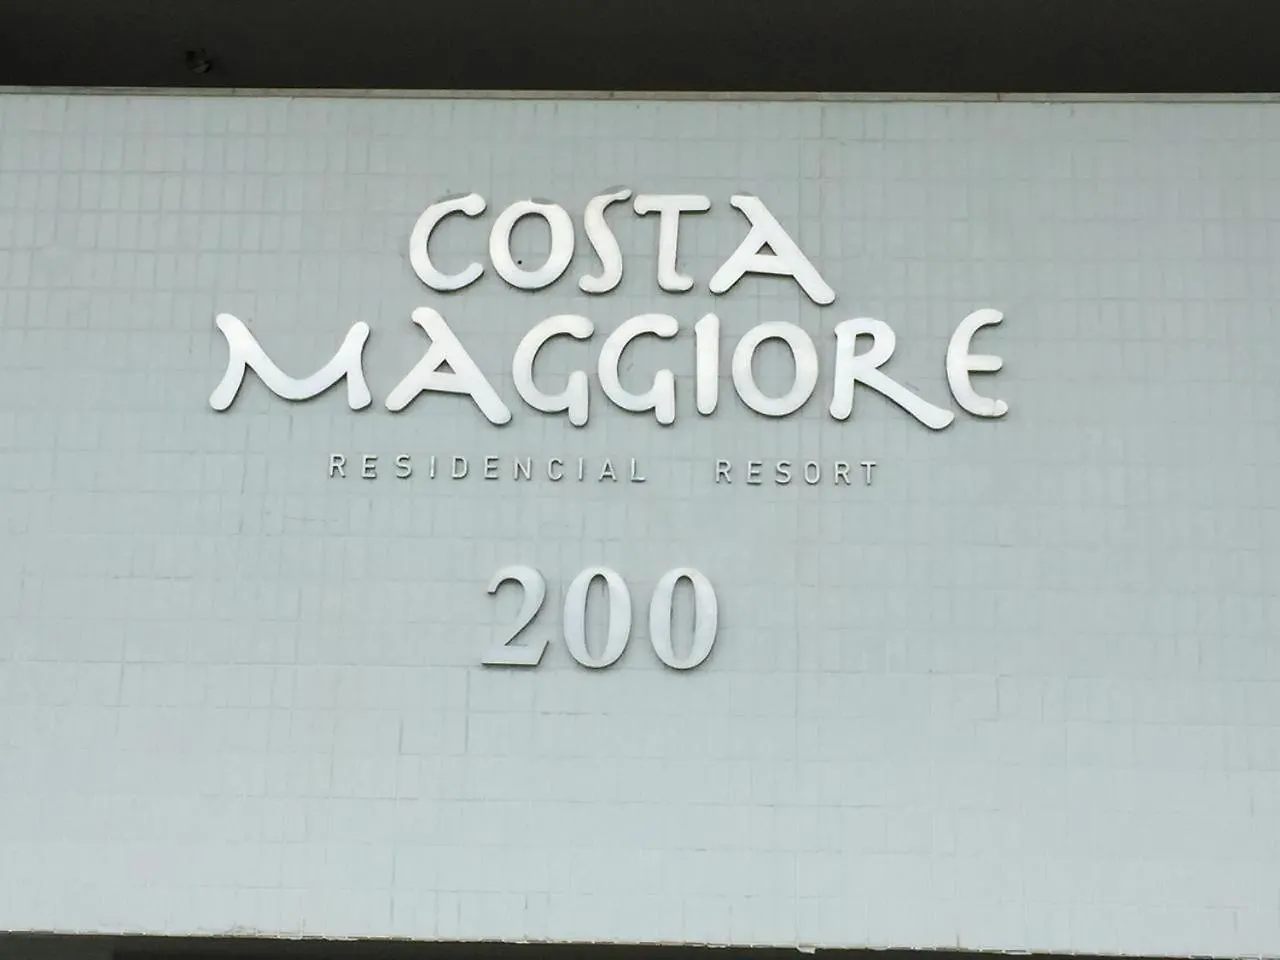 COSTA
MAGGIORE
RESIDENCIAL RESORT
200